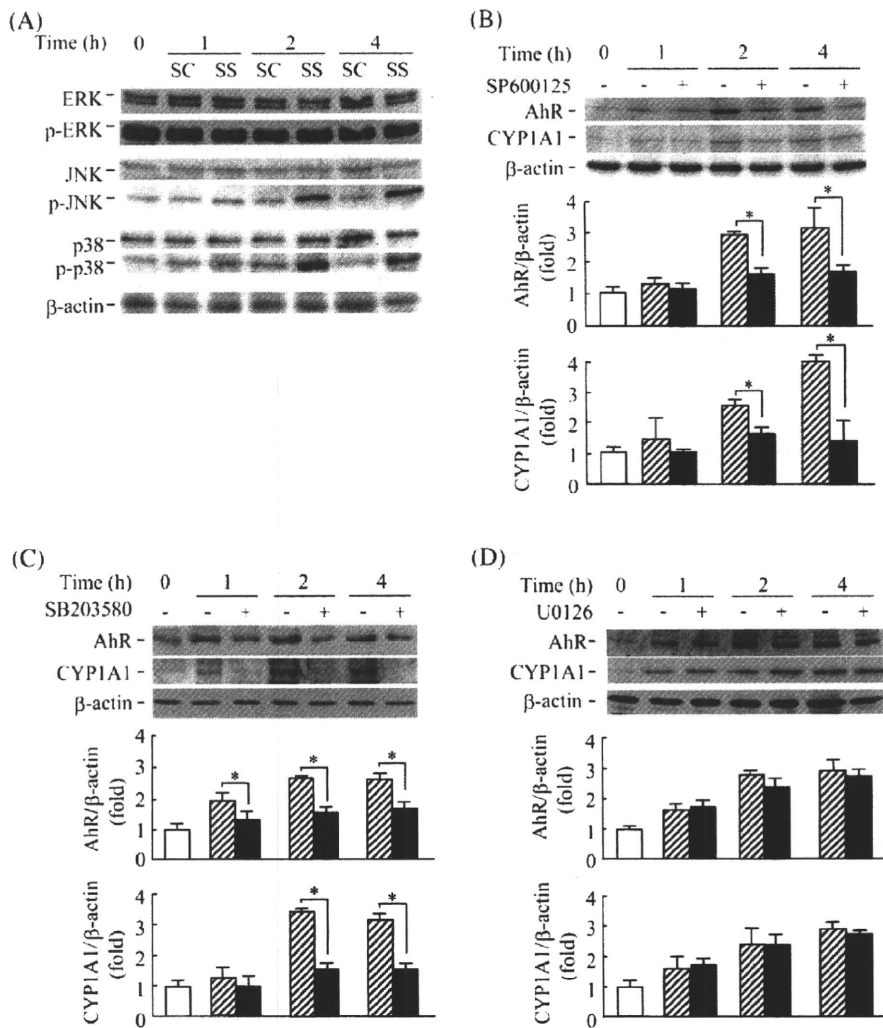 (A)
Time (h) 0 1 2 4
SC SS SC SS SC SS
ERK
p-ERK
JNK
p-JNK
p38
p-p38
β-actin
(B)
Time (h) 0 1 2 4
SP600125 - - + - + - +
AhR
CYP1A1
β-actin
AhR/β-actin
(fold)
4
3
2
1
0
* *
CYP1A1/β-actin
(fold)
4
3
2
1
0
* *
(C)
Time (h) 0 1 2 4
SB203580 - - + - + - +
AhR
CYP1A1
β-actin
AhR/β-actin
(fold)
4
3
2
1
0
* * *
CYP1A1/β-actin
(fold)
4
3
2
1
0
* *
(D)
Time (h) 0 1 2 4
U0126 - - + - + - +
AhR
CYP1A1
β-actin
AhR/β-actin
(fold)
4
3
2
1
0
CYP1A1/β-actin
(fold)
4
3
2
1
0